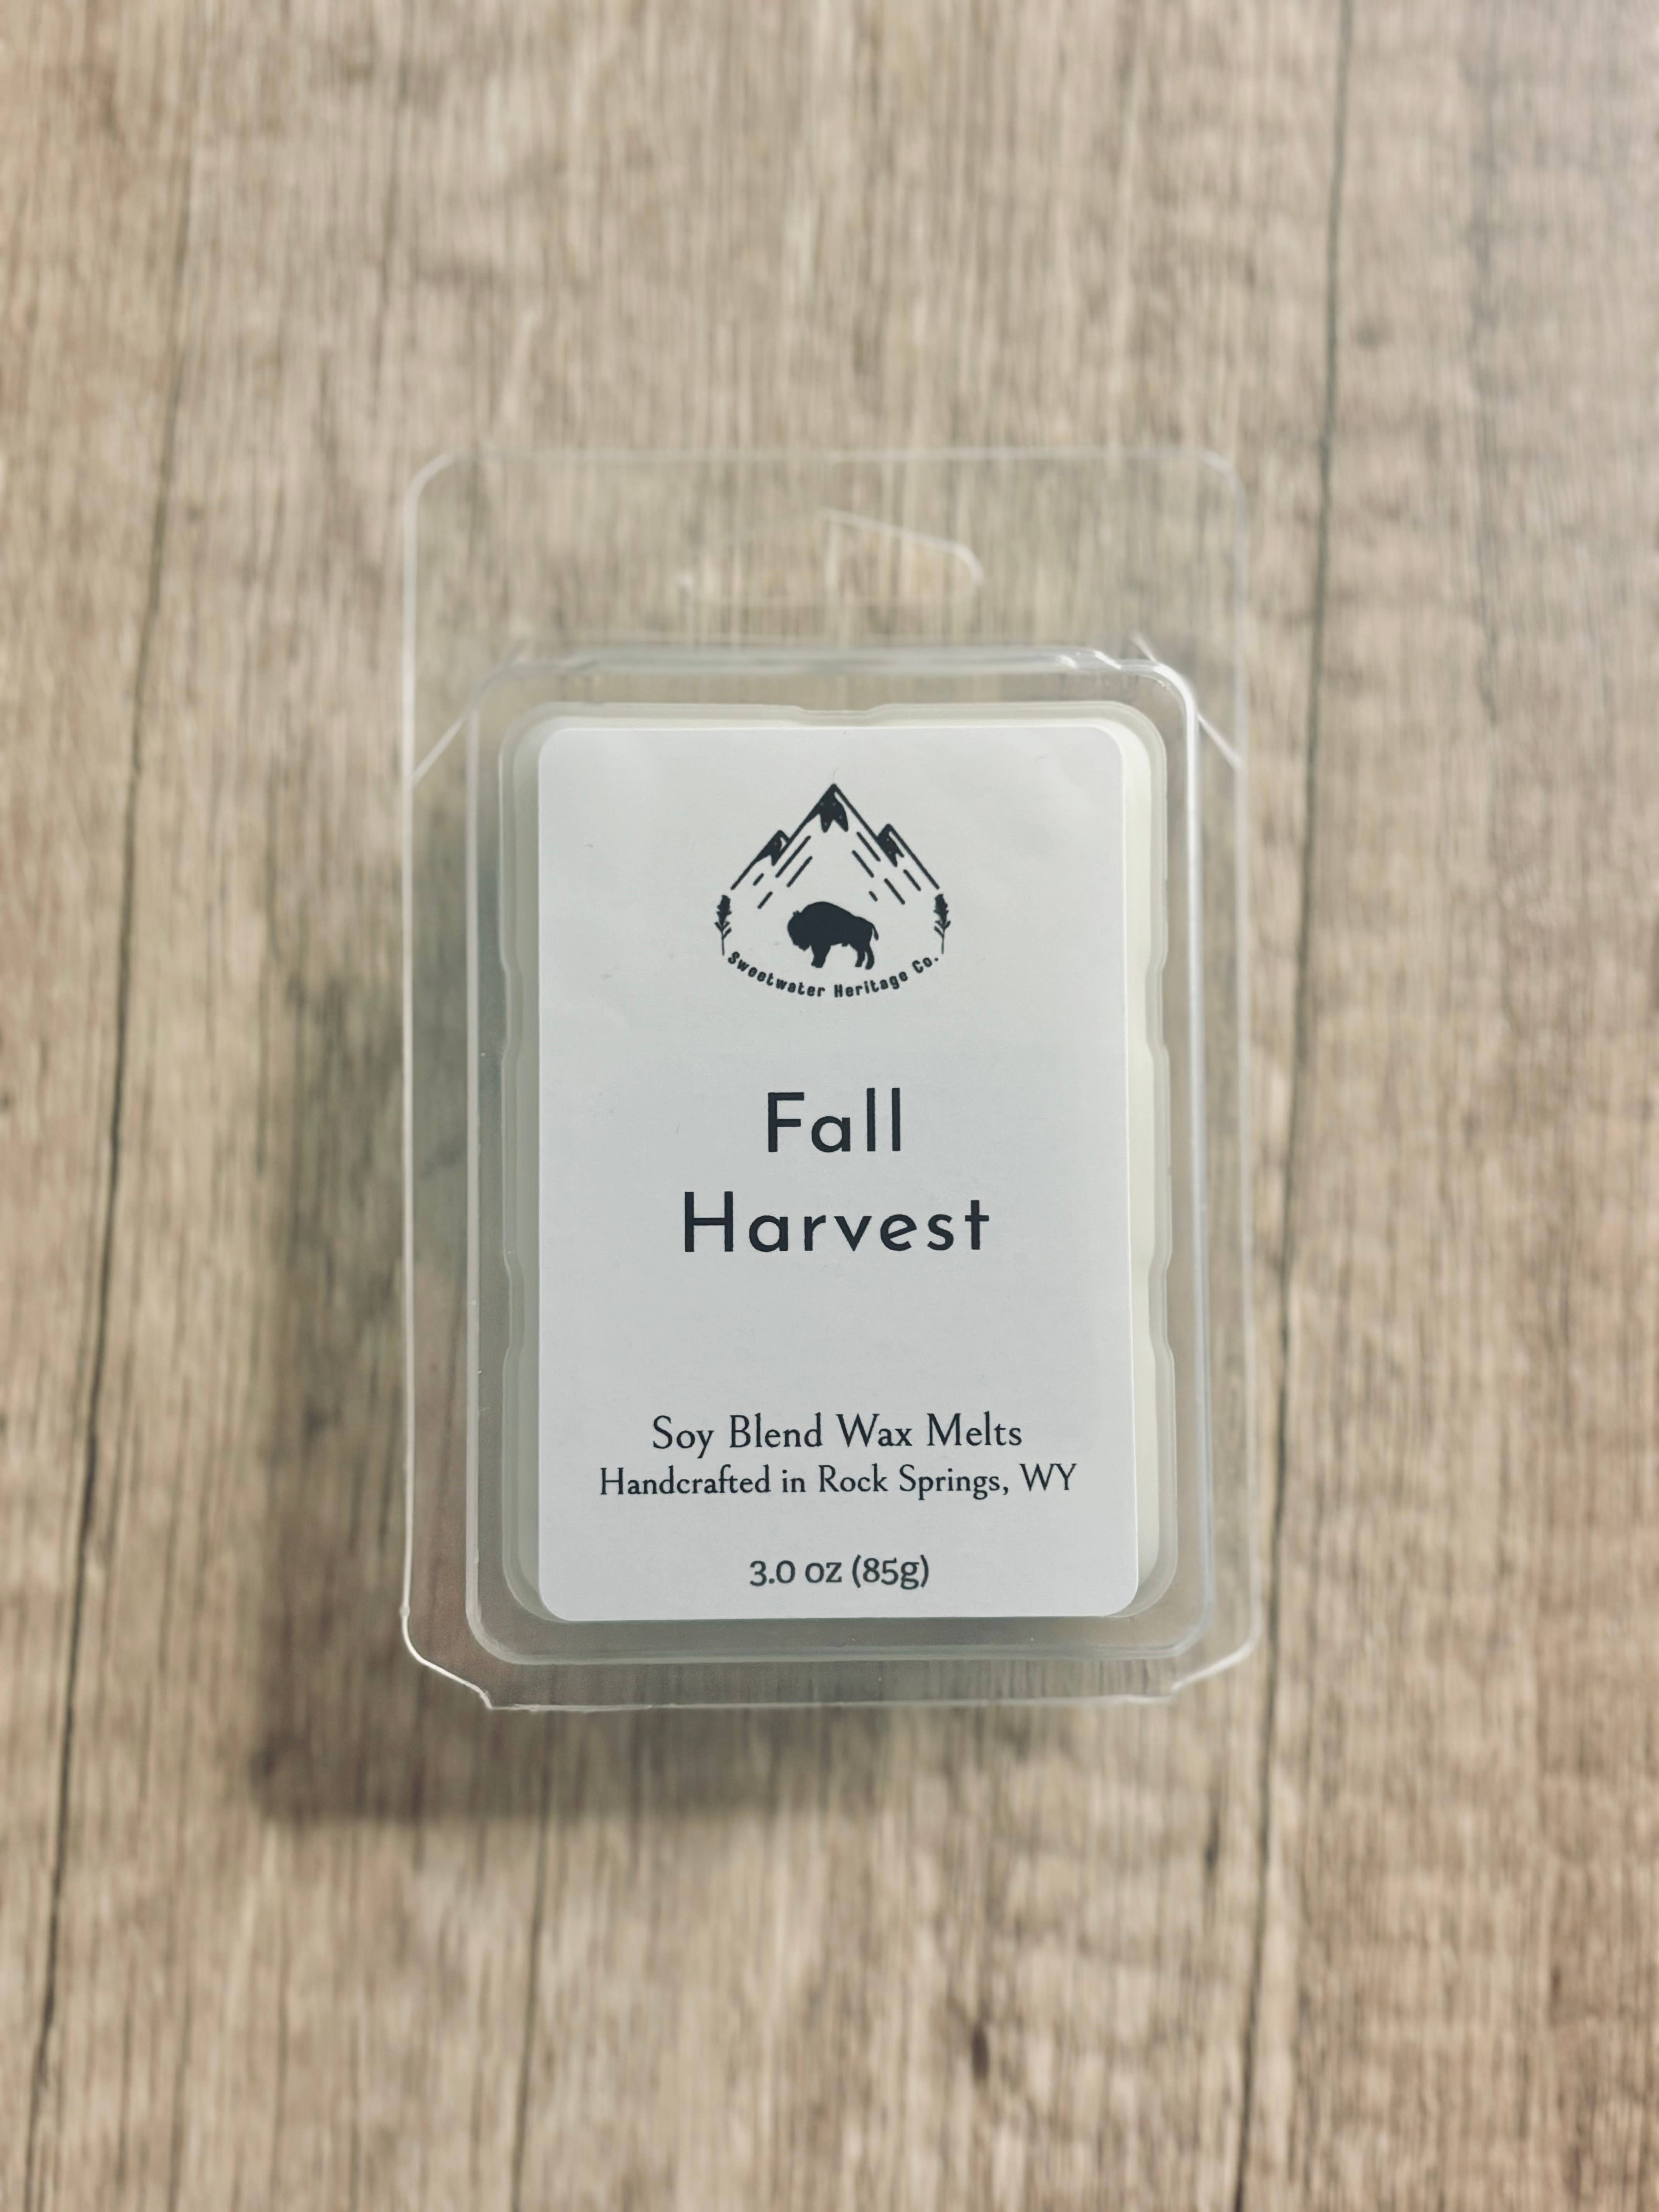 Sweetwater Heritage Co.
Fall
Harvest
Soy Blend Wax Melts
Handcrafted in Rock Springs, WY
3.0 oz (85g)